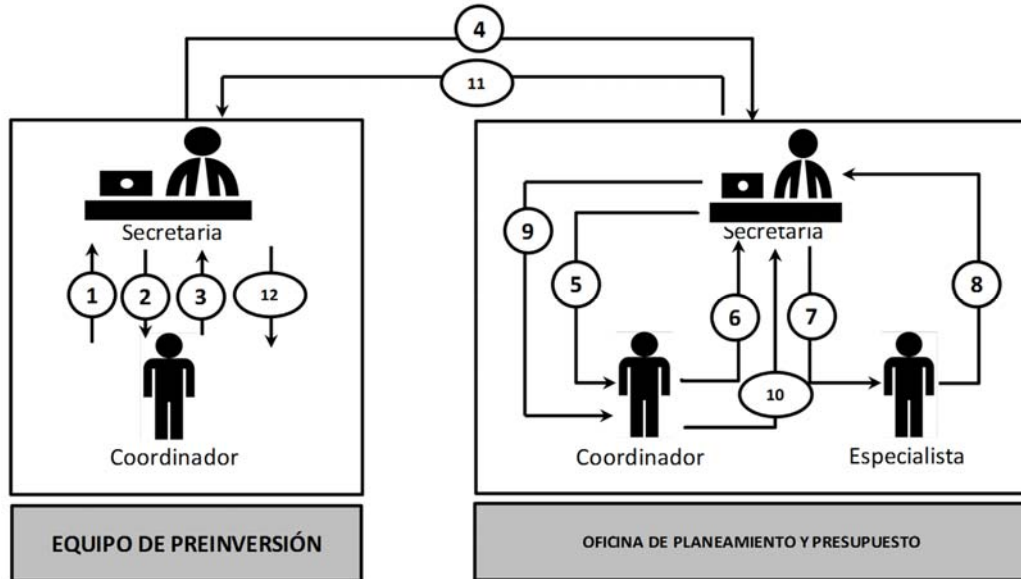 4
11
Secretaria
1
2
3
12
Coordinador
EQUIPO DE PREINVERSIÓN
Secretaria
9
5
6
7
8
10
Coordinador
Especialista
OFICINA DE PLANEAMIENTO Y PRESUPUESTO